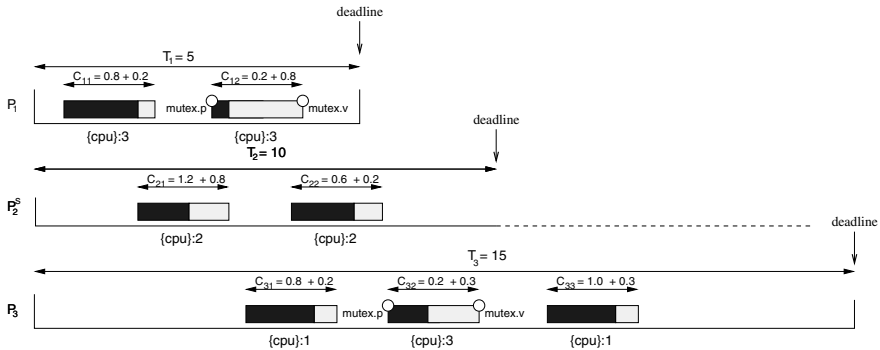 deadline
T1 = 5
C11 = 0.8 + 0.2
C12 = 0.2 + 0.8
P1
mutex.p
mutex.v
{cpu}:3
{cpu}:3
deadline
T2 = 10
C21 = 1.2 + 0.8
C22 = 0.6 + 0.2
P2S
{cpu}:2
{cpu}:2
deadline
T3 = 15
C31 = 0.8 + 0.2
C32 = 0.2 + 0.3
C33 = 1.0 + 0.3
P3
mutex.p
mutex.v
{cpu}:1
{cpu}:3
{cpu}:1